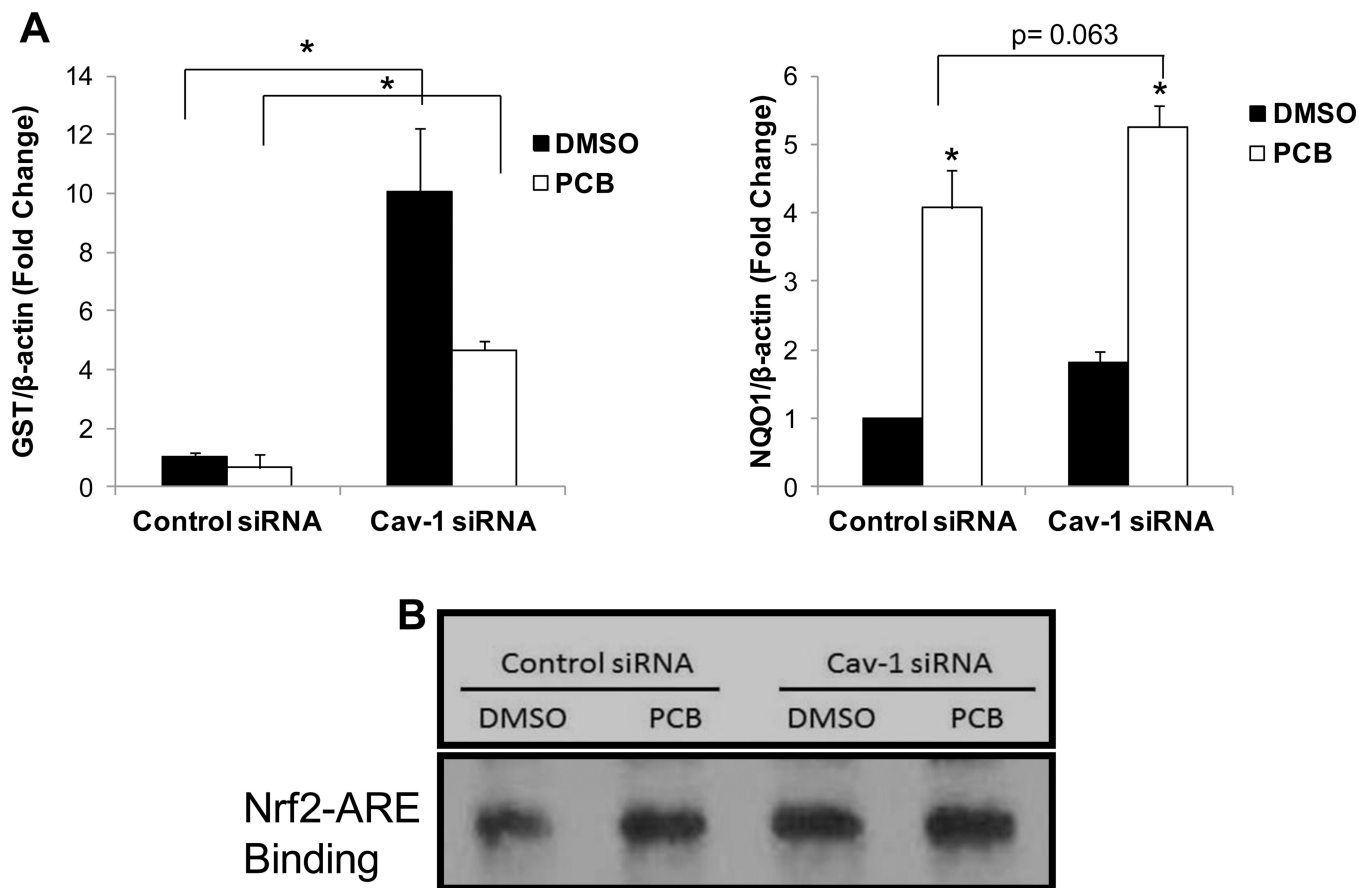 A
*
*
14
12
10
8
6
4
2
0
GST/β-actin (Fold Change)
DMSO
PCB
Control siRNA
Cav-1 siRNA
p= 0.063
*
*
6
5
4
3
2
1
0
NQO1/β-actin (Fold Change)
DMSO
PCB
Control siRNA
Cav-1 siRNA
B
Control siRNA
Cav-1 siRNA
DMSO
PCB
DMSO
PCB
Nrf2-ARE
Binding